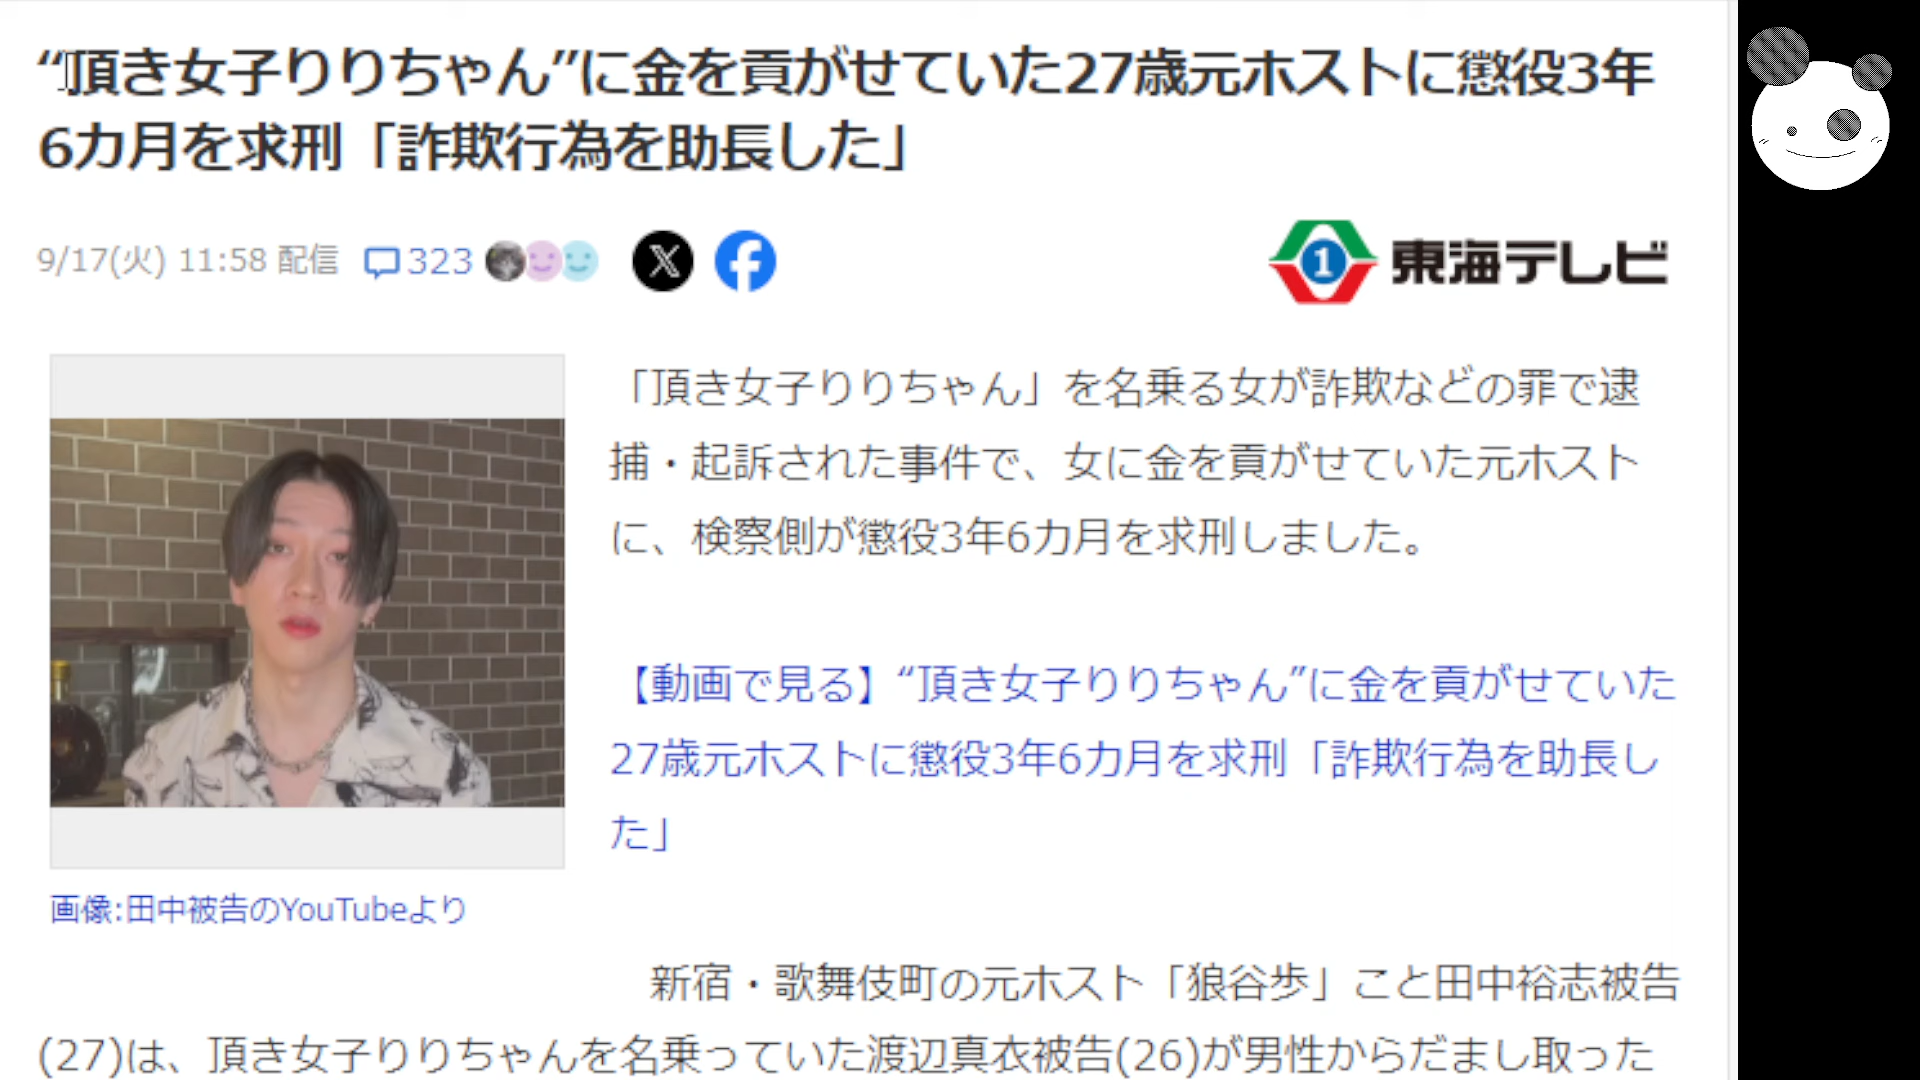 “頂き女子りりちゃん”に金を貢がせていた27歳元ホストに懲役3年
6カ月を求刑「詐欺行為を助長した」
9/17(火) 11:58 配信 323
1 東海テレビ
「頂き女子りりちゃん」を名乗る女が詐欺などの罪で逮
捕・起訴された事件で、女に金を貢がせていた元ホスト
に、検察側が懲役3年6カ月を求刑しました。
【動画で見る】“頂き女子りりちゃん”に金を貢がせていた
27歳元ホストに懲役3年6カ月を求刑「詐欺行為を助長し
た」
画像:田中被告のYouTubeより
新宿・歌舞伎町の元ホスト「狼谷歩」こと田中裕志被告
(27)は、頂き女子りりちゃんを名乗っていた渡辺真衣被告(26)が男性からだまし取った